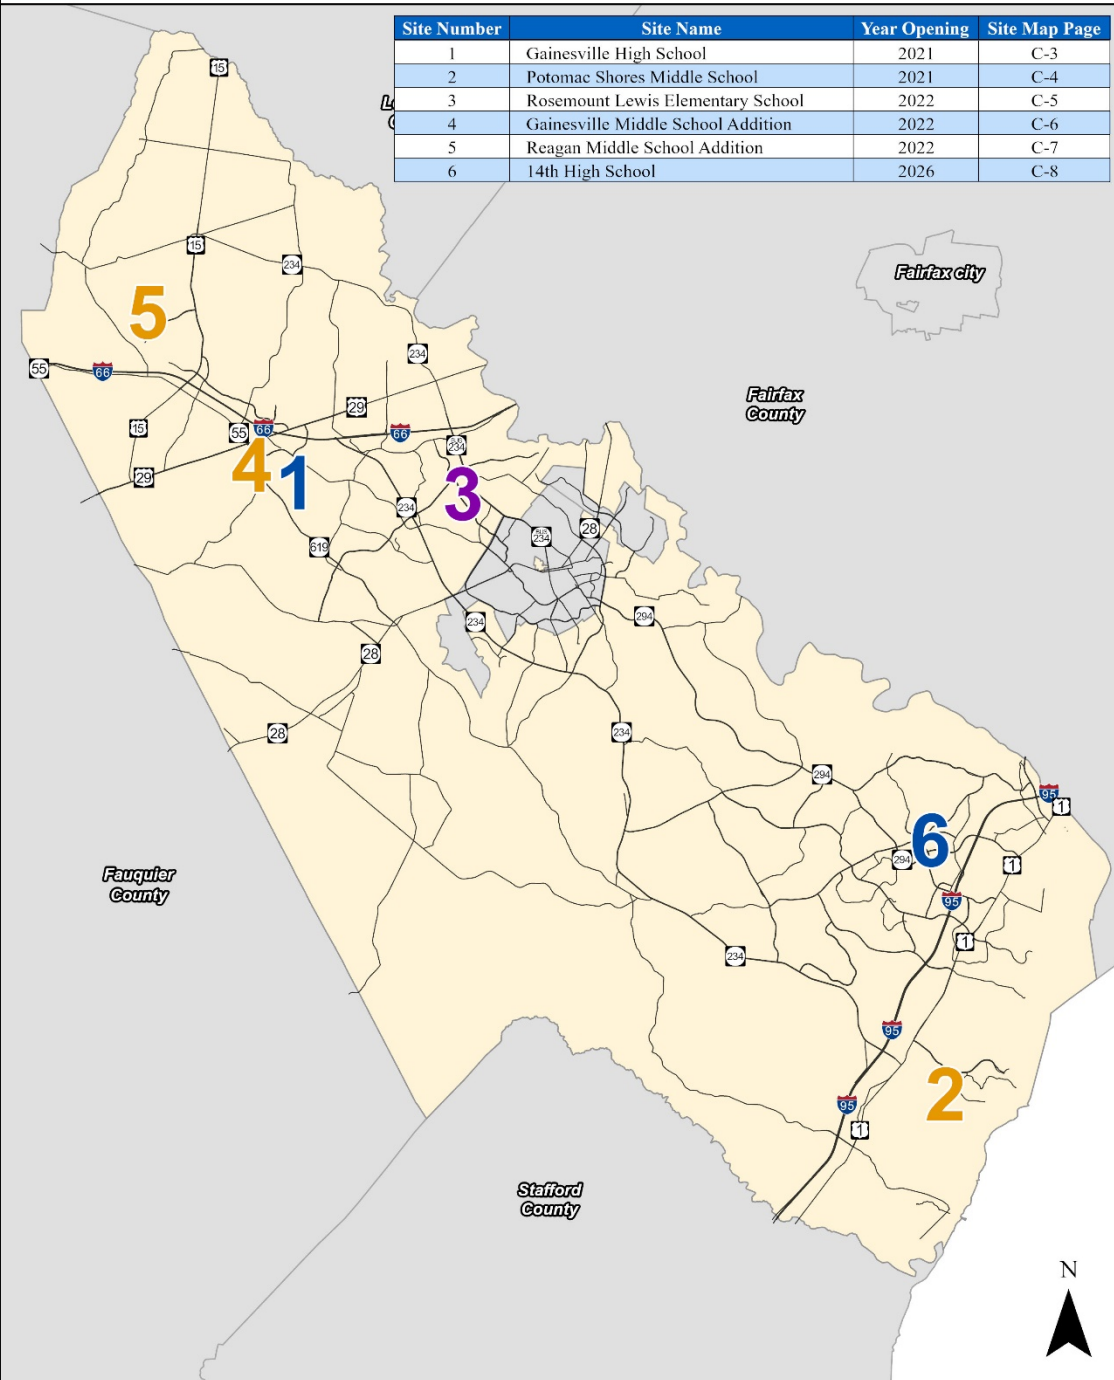 Site Number Site Name Year Opening Site Map Page
1 Gainesville High School 2021 C-3
2 Potomac Shores Middle School 2021 C-4
3 Rosemount Lewis Elementary School 2022 C-5
4 Gainesville Middle School Addition 2022 C-6
5 Reagan Middle School Addition 2022 C-7
6 14th High School 2026 C-8
15
15
234
Fairfax city
5
234
55
66
Fairfax
County
29
15
55
66
66
234
4
1
29
3
234
28
BUS
234
619
234
294
28
28
234
294
95
1
6
294
1
Fauquier
County
95
1
234
95
2
95
1
Stafford
County
N